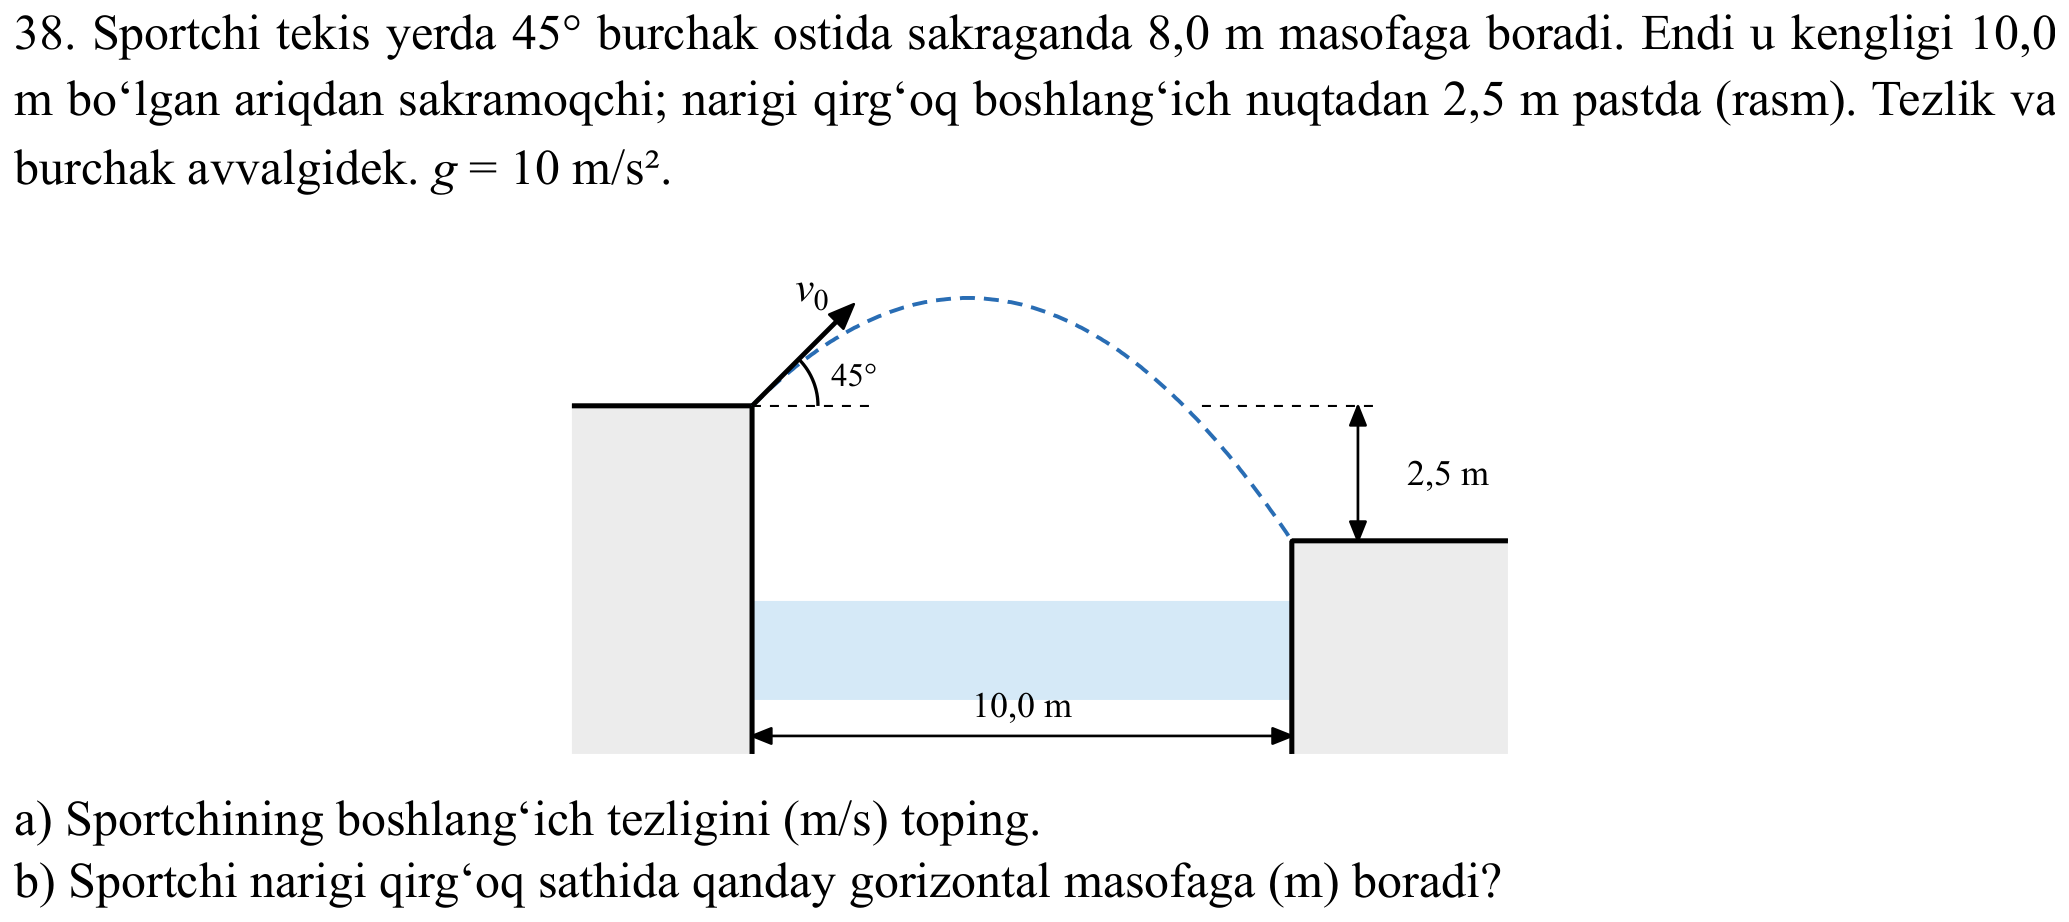 38. Sportchi tekis yerda 45° burchak ostida sakraganda 8,0 m masofaga boradi. Endi u kengligi 10,0
m bo‘lgan ariqdan sakramoqchi; narigi qirg‘oq boshlang‘ich nuqtadan 2,5 m pastda (rasm). Tezlik va
burchak avvalgidek. g = 10 m/s².
v₀
45°
2,5 m
10,0 m
a) Sportchining boshlang‘ich tezligini (m/s) toping.
b) Sportchi narigi qirg‘oq sathida qanday gorizontal masofaga (m) boradi?